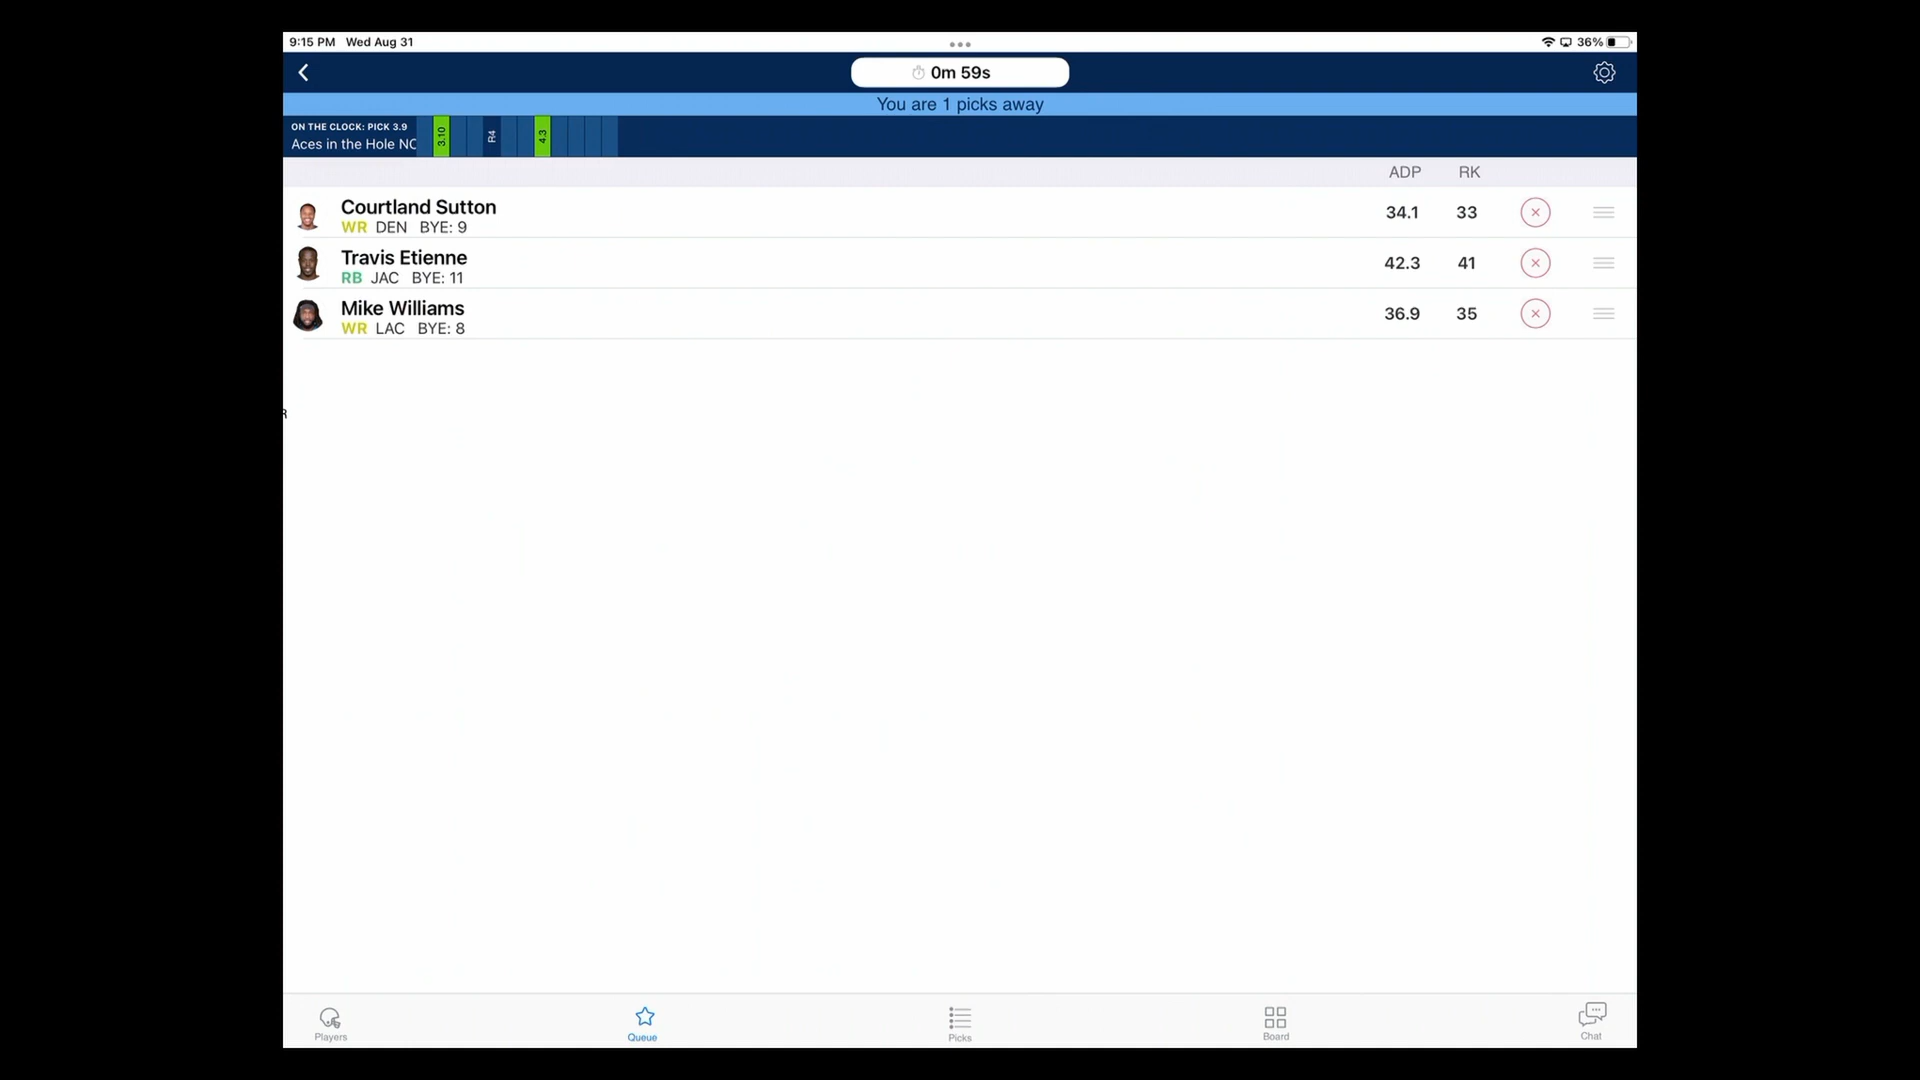 9:15 PM Wed Aug 31
36%
0m 59s
You are 1 picks away
ON THE CLOCK: PICK 3.9
Aces in the Hole NC
3.10
R4
4.3
ADP RK
Courtland Sutton
WR DEN BYE: 9
34.1 33
Travis Etienne
RB JAC BYE: 11
42.3 41
Mike Williams
WR LAC BYE: 8
36.9 35
Players
Queue
Picks
Board
Chat